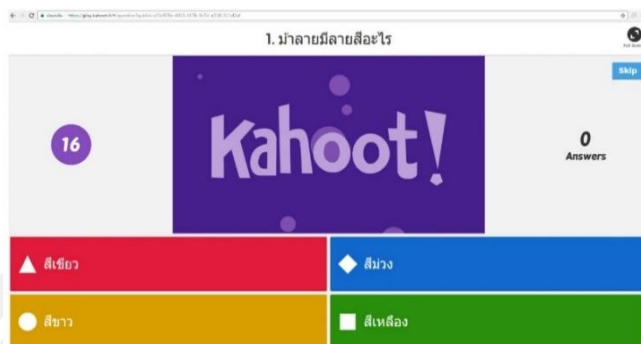 1. ม้าลายมีลายสีอะไร
Skip
16
Kahoot!
0
Answers
สีเขียว
สีม่วง
สีขาว
สีเหลือง